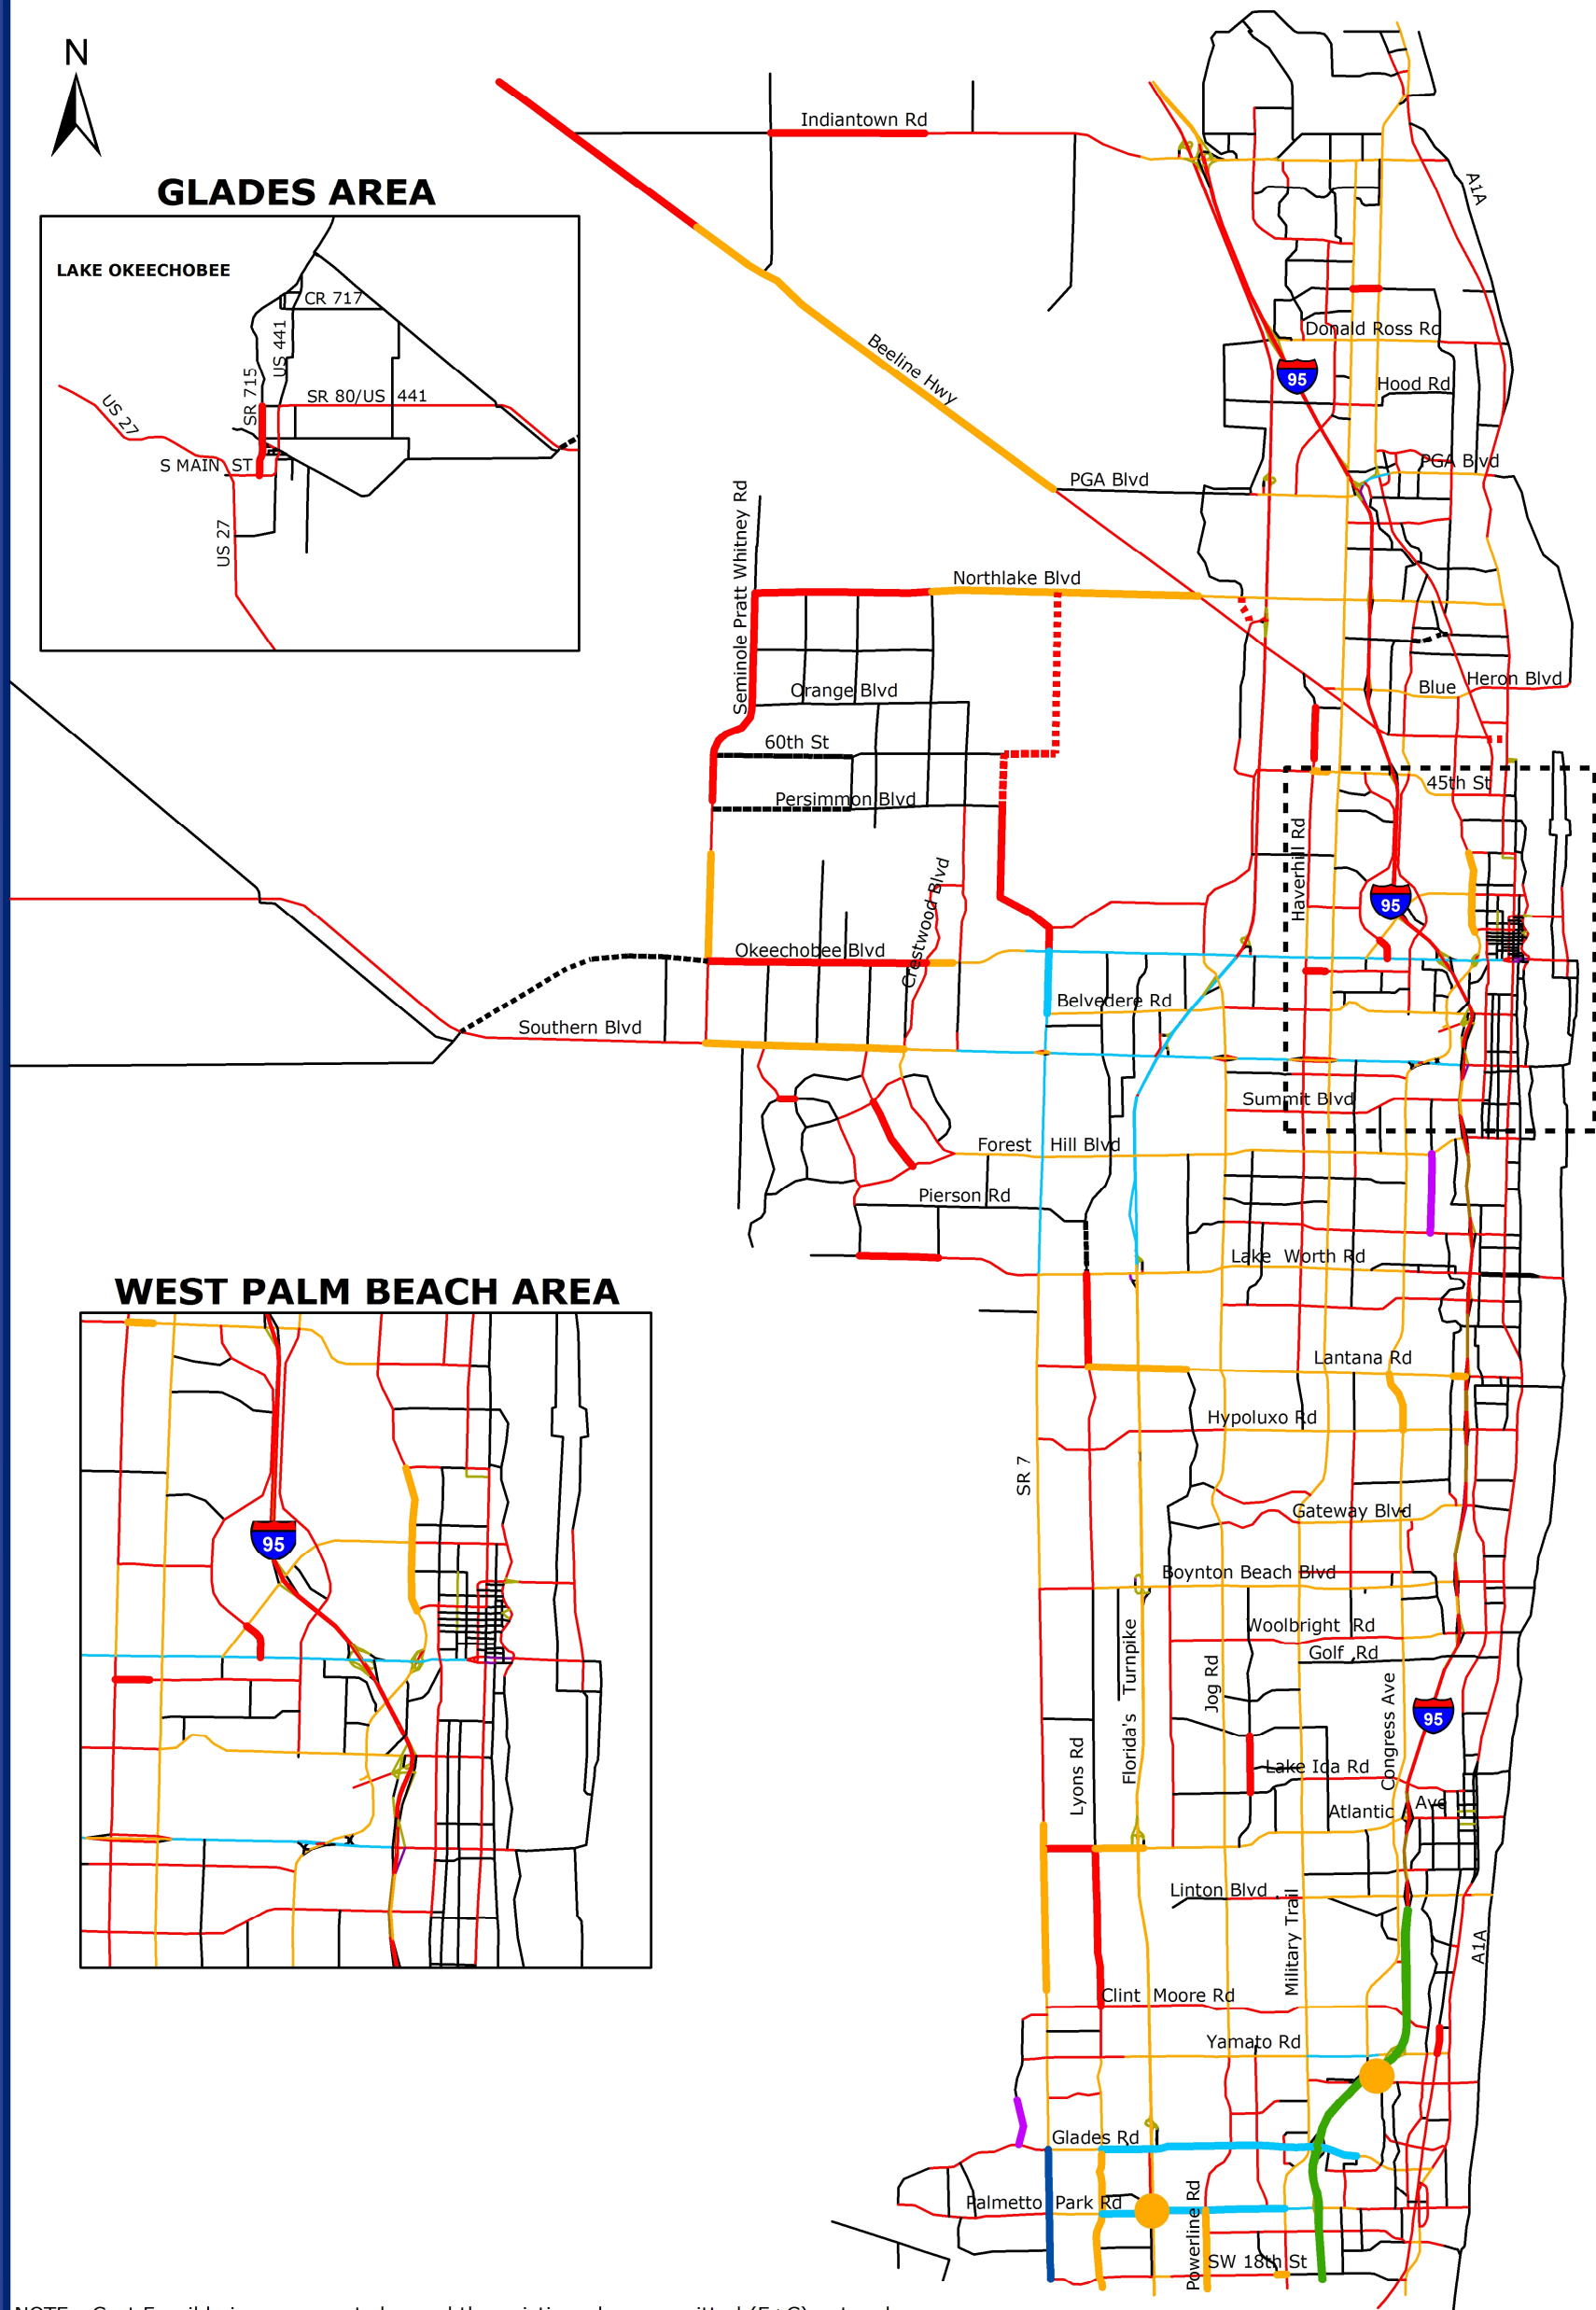 N
Indiantown Rd
GLADES AREA
A1A
LAKE OKEECHOBEE
CR 717
US 441
SR 715
SR 80/US 441
US 27
S MAIN ST
US 27
Donald Ross Rd
Beeline Hwy
95
Hood Rd
PGA Blvd
PGA Blvd
Seminole Pratt Whitney Rd
Northlake Blvd
Orange Blvd
Blue Heron Blvd
60th St
45th St
Persimmon Blvd
Haverhill Rd
Crestwood Blvd
95
Okeechobee Blvd
Belvedere Rd
Southern Blvd
Summit Blvd
Forest Hill Blvd
Pierson Rd
Lake Worth Rd
WEST PALM BEACH AREA
95
Lantana Rd
Hypoluxo Rd
SR 7
Gateway Blvd
Boynton Beach Blvd
Woolbright Rd
Golf Rd
Florida's Turnpike
Jog Rd
Congress Ave
95
Lyons Rd
Lake Ida Rd
Atlantic Ave
Linton Blvd
Military Trail
A1A
Clint Moore Rd
Yamato Rd
Glades Rd
Palmetto Park Rd
Powerline Rd
SW 18th St